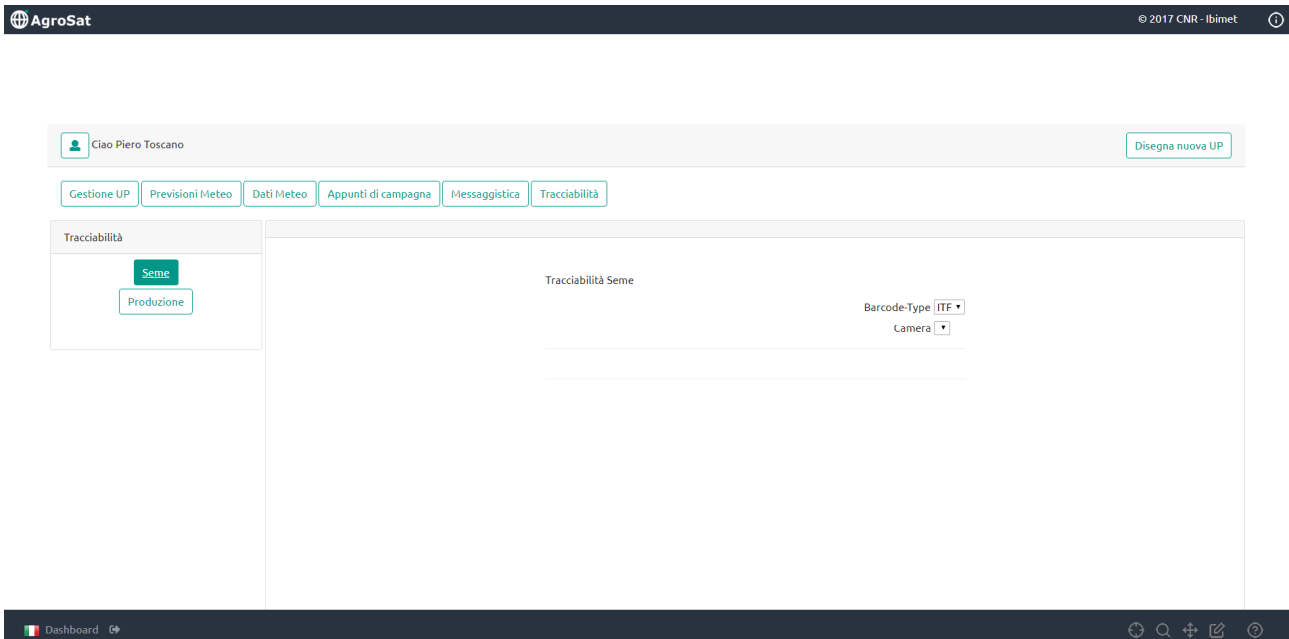 AgroSat © 2017 CNR - Ibimet
Ciao Piero Toscano Disegna nuova UP
Gestione UP Previsioni Meteo Dati Meteo Appunti di campagna Messaggistica Tracciabilità
Tracciabilità
Seme
Produzione
Tracciabilità Seme
Barcode-Type ITF
Camera
Dashboard